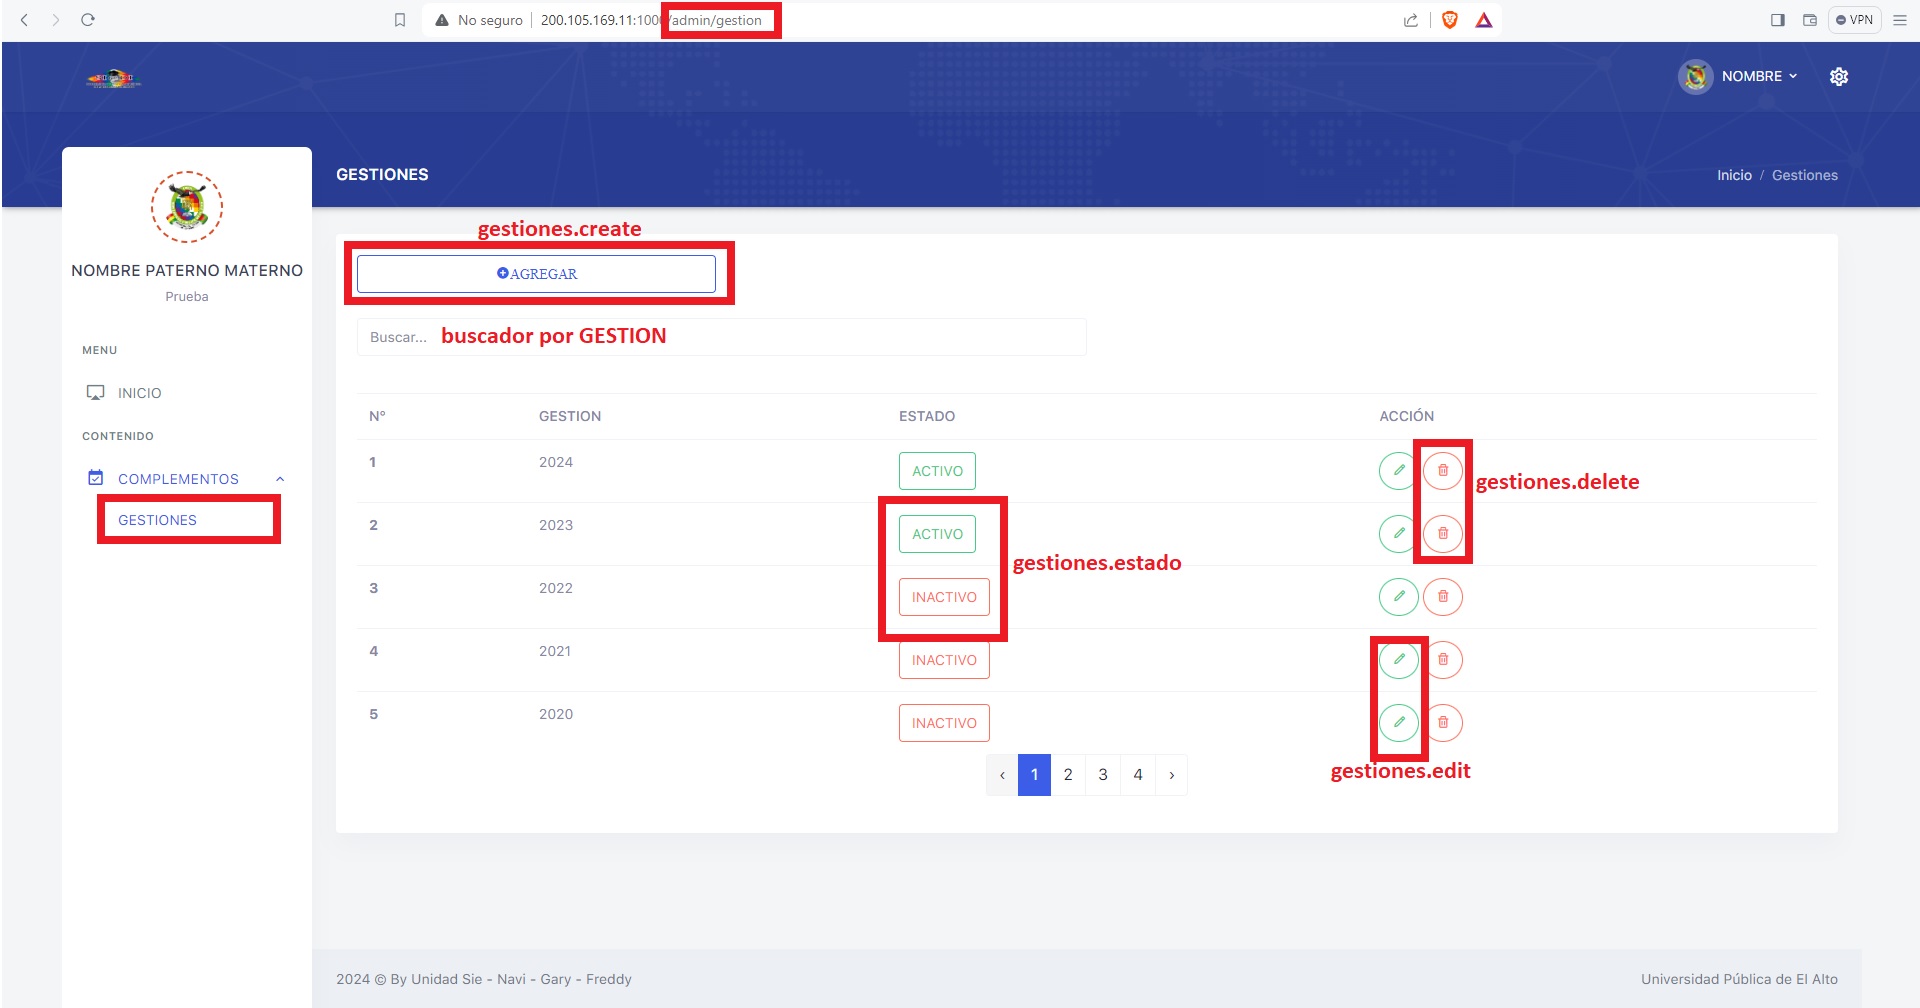 No seguro
200.105.169.11:1000/admin/gestion
VPN
NOMBRE
GESTIONES
Inicio / Gestiones
NOMBRE PATERNO MATERNO
Prueba
MENU
INICIO
CONTENIDO
COMPLEMENTOS
GESTIONES
gestiones.create
AGREGAR
Buscar... buscador por GESTION
N° GESTION ESTADO ACCIÓN
1 2024 ACTIVO
gestiones.delete
2 2023 ACTIVO
gestiones.estado
3 2022 INACTIVO
4 2021 INACTIVO
5 2020 INACTIVO
gestiones.edit
‹ 1 2 3 4 ›
2024 © By Unidad Sie - Navi - Gary - Freddy
Universidad Pública de El Alto